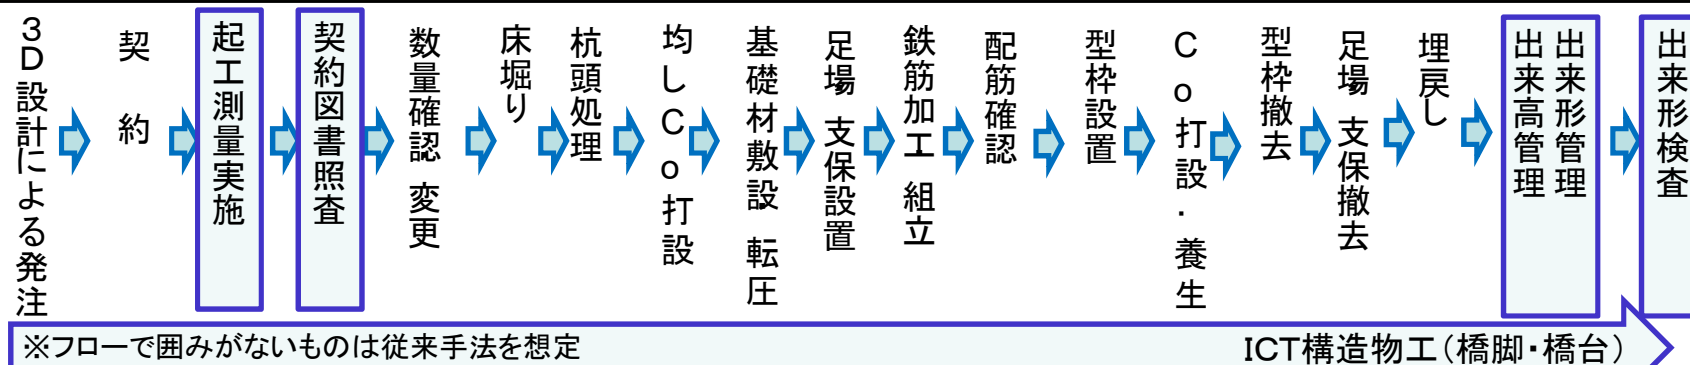 ３Ｄ設計による発注
契約
起工測量実施
契約図書照査
数量確認・変更
床堀り
杭頭処理
均しＣｏ打設
基礎材敷設・転圧
足場・支保設置
鉄筋加工・組立
配筋確認
型枠設置
Ｃｏ打設・養生
型枠撤去
足場・支保撤去
埋戻し
出来形管理
出来高管理
出来形検査
※フローで囲みがないものは従来手法を想定
ICT構造物工（橋脚・橋台）